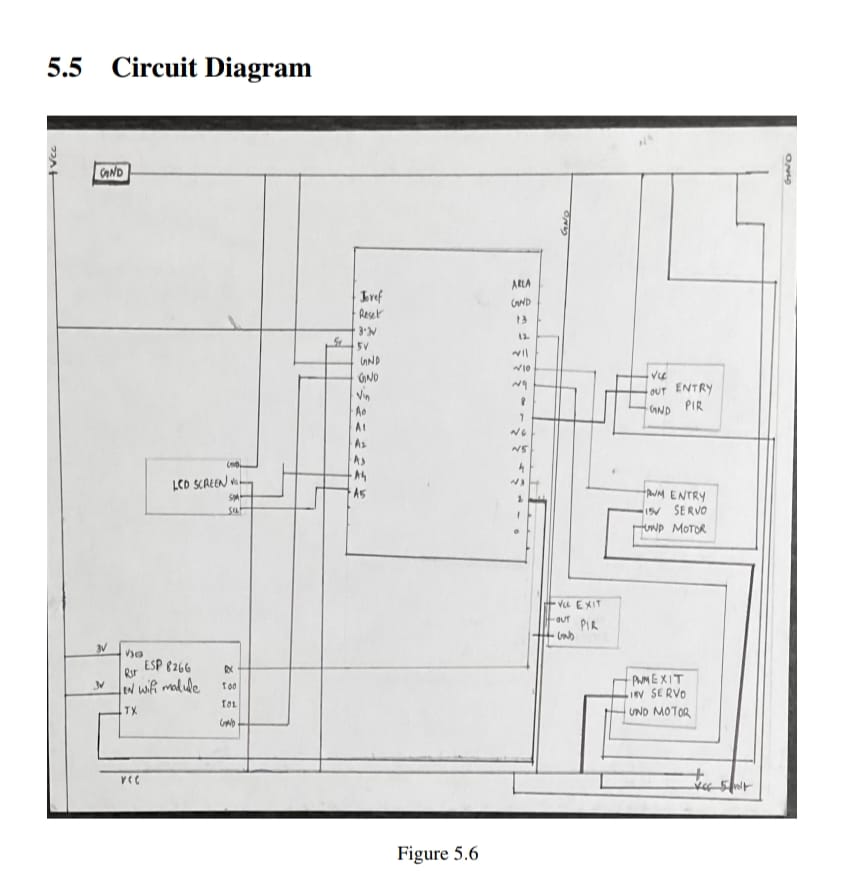 5.5 Circuit Diagram
+Vcc
GND
GND
GND
Ioref
Reset
3.3V
5V
5V
GND
GND
Vin
A0
A1
A2
A3
A4
A5
AREA
GND
13
12
~11
~10
~9
8
7
~6
~5
4
~3
2
1
0
VCC
OUT ENTRY
GND PIR
LCD SCREEN
GND
SDA
SCL
PWM ENTRY
15V SERVO
GND MOTOR
VCC EXIT
OUT PIR
GND
3V
3V
ESP 8266
RST
EN wifi module
TX
RX
IO0
IO2
GND
PWM EXIT
15V SERVO
GND MOTOR
VCC
+
VCC 5 Volt
Figure 5.6